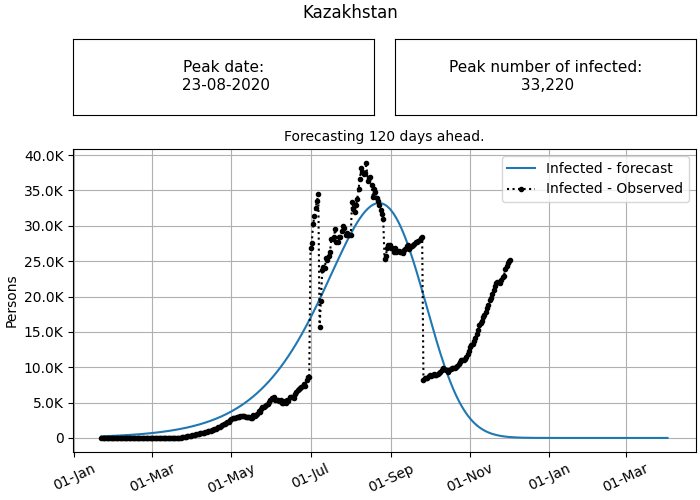 Kazakhstan
Peak date:
23-08-2020
Peak number of infected:
33,220
Forecasting 120 days ahead.
40.0K
35.0K
30.0K
25.0K
20.0K
15.0K
10.0K
5.0K
0
Persons
Infected - forecast
Infected - Observed
01-Jan
01-Mar
01-May
01-Jul
01-Sep
01-Nov
01-Jan
01-Mar